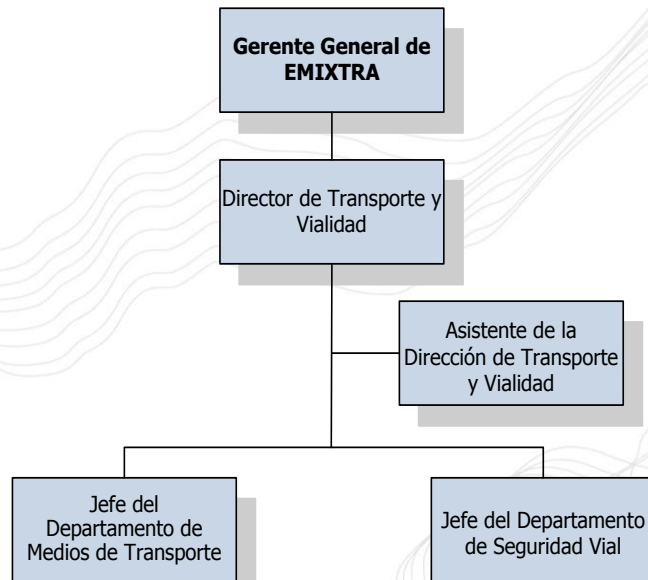 Gerente General de
EMIXTRA
Director de Transporte y
Vialidad
Asistente de la
Dirección de Transporte
y Vialidad
Jefe del
Departamento de
Medios de Transporte
Jefe del Departamento
de Seguridad Vial